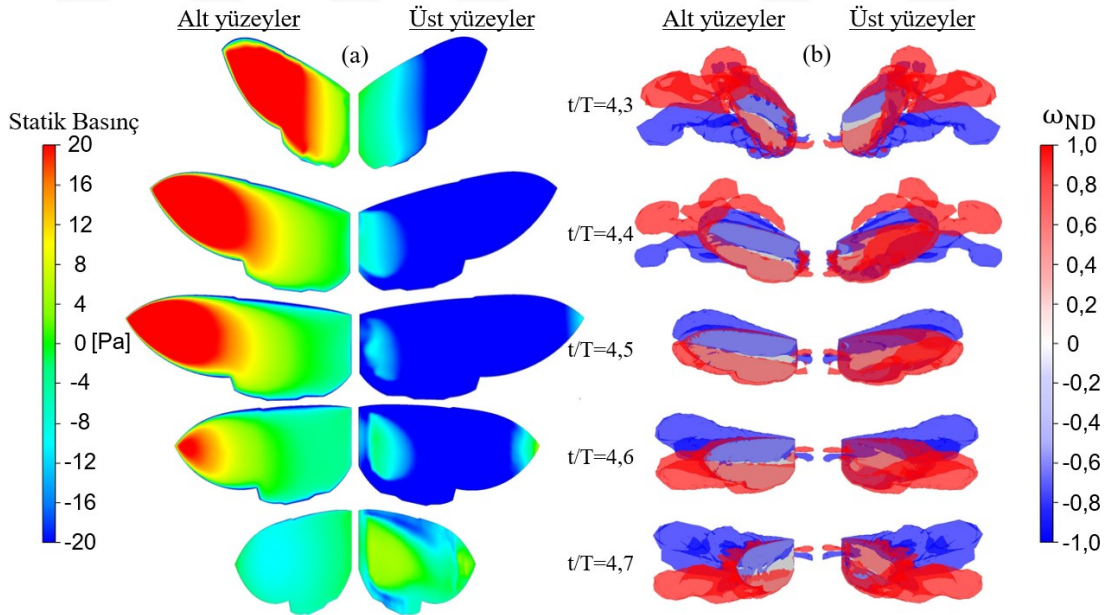 Alt yüzeyler
Üst yüzeyler
(a)
Statik Basınç
20
16
12
8
4
0 [Pa]
-4
-8
-12
-16
-20
Alt yüzeyler
Üst yüzeyler
(b)
t/T=4,3
t/T=4,4
t/T=4,5
t/T=4,6
t/T=4,7
ωND
1,0
0,8
0,6
0,4
0,2
0
-0,2
-0,4
-0,6
-0,8
-1,0